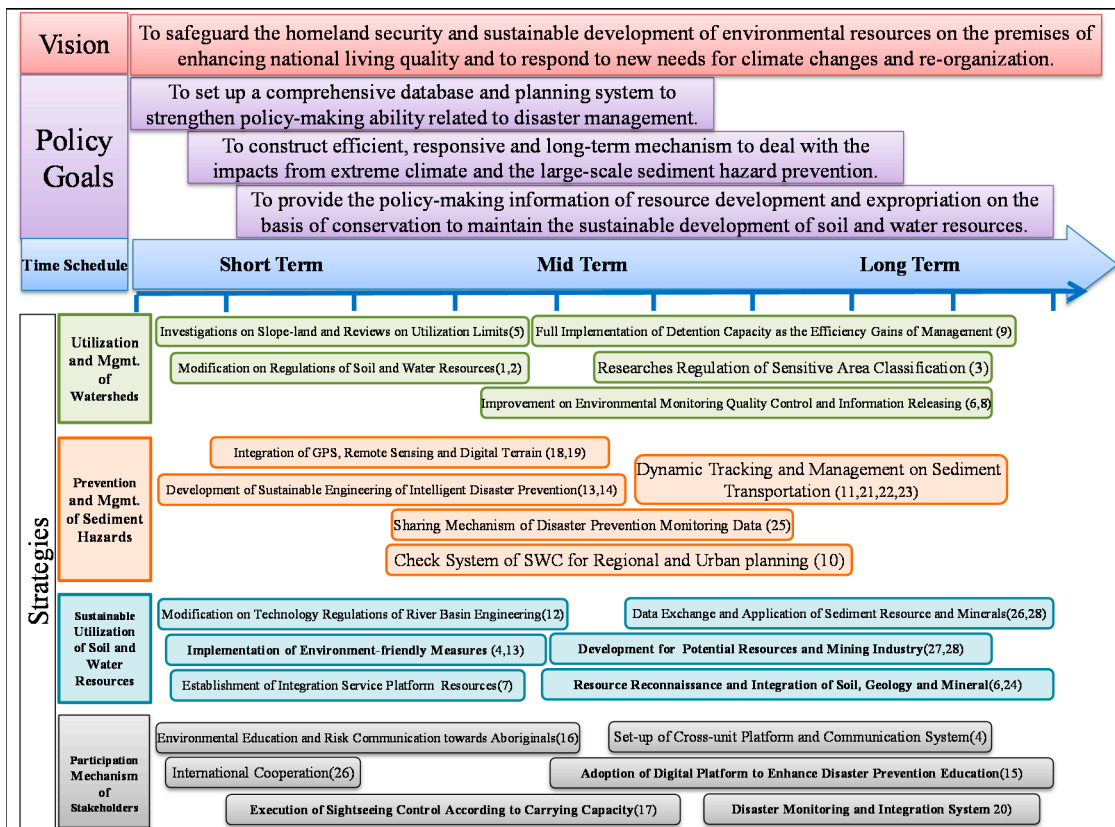 Vision
To safeguard the homeland security and sustainable development of environmental resources on the premises of
enhancing national living quality and to respond to new needs for climate changes and re-organization.
Policy
Goals
To set up a comprehensive database and planning system to
strengthen policy-making ability related to disaster management.
To construct efficient, responsive and long-term mechanism to deal with the
impacts from extreme climate and the large-scale sediment hazard prevention.
To provide the policy-making information of resource development and expropriation on the
basis of conservation to maintain the sustainable development of soil and water resources.
Time Schedule
Short Term
Mid Term
Long Term
Strategies
Utilization
and Mgmt.
of
Watersheds
Investigations on Slope-land and Reviews on Utilization Limits(5)
Full Implementation of Detention Capacity as the Efficiency Gains of Management (9)
Modification on Regulations of Soil and Water Resources(1,2)
Researches Regulation of Sensitive Area Classification (3)
Improvement on Environmental Monitoring Quality Control and Information Releasing (6,8)
Prevention
and Mgmt.
of Sediment
Hazards
Integration of GPS, Remote Sensing and Digital Terrain (18,19)
Dynamic Tracking and Management on Sediment
Transportation (11,21,22,23)
Development of Sustainable Engineering of Intelligent Disaster Prevention(13,14)
Sharing Mechanism of Disaster Prevention Monitoring Data (25)
Check System of SWC for Regional and Urban planning (10)
Sustainable
Utilization
of Soil and
Water
Resources
Modification on Technology Regulations of River Basin Engineering(12)
Data Exchange and Application of Sediment Resource and Minerals(26,28)
Implementation of Environment-friendly Measures (4,13)
Development for Potential Resources and Mining Industry(27,28)
Establishment of Integration Service Platform Resources(7)
Resource Reconnaissance and Integration of Soil, Geology and Mineral(6,24)
Participation
Mechanism
of
Stakeholders
Environmental Education and Risk Communication towards Aboriginals(16)
Set-up of Cross-unit Platform and Communication System(4)
International Cooperation(26)
Adoption of Digital Platform to Enhance Disaster Prevention Education(15)
Execution of Sightseeing Control According to Carrying Capacity(17)
Disaster Monitoring and Integration System 20)